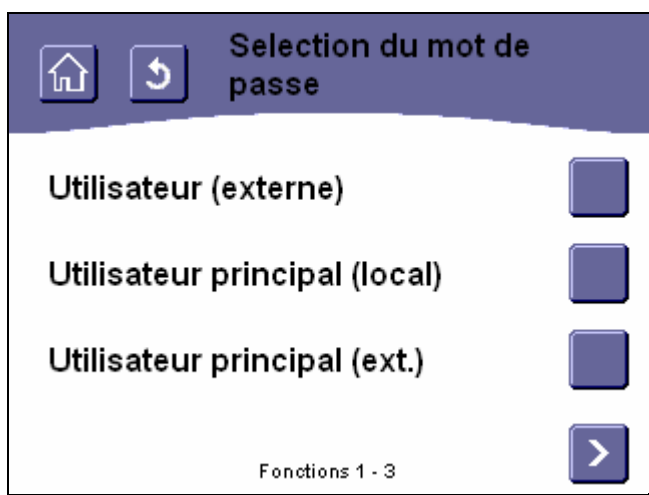 Selection du mot de
passe
Utilisateur (externe)
Utilisateur principal (local)
Utilisateur principal (ext.)
Fonctions 1 - 3